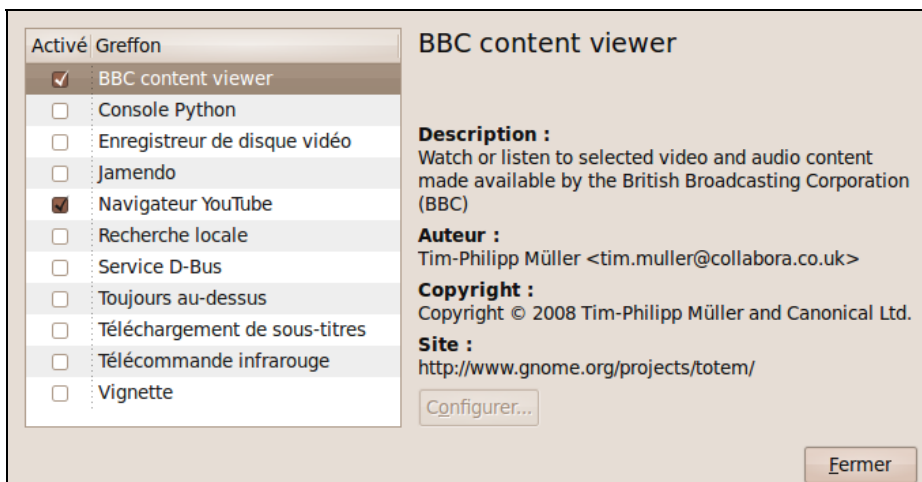 Activé Greffon
BBC content viewer
Console Python
Enregistreur de disque vidéo
Jamendo
Navigateur YouTube
Recherche locale
Service D-Bus
Toujours au-dessus
Téléchargement de sous-titres
Télécommande infrarouge
Vignette
BBC content viewer
Description :
Watch or listen to selected video and audio content
made available by the British Broadcasting Corporation
(BBC)
Auteur :
Tim-Philipp Müller <tim.muller@collabora.co.uk>
Copyright :
Copyright © 2008 Tim-Philipp Müller and Canonical Ltd.
Site :
http://www.gnome.org/projects/totem/
Configurer...
Fermer